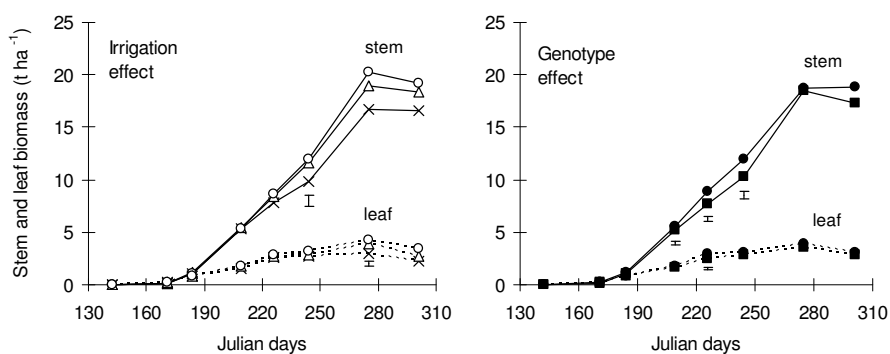 Stem and leaf biomass (t ha -1)
25
20
15
10
5
0
Irrigation
effect
stem
leaf
130 160 190 220 250 280 310
Julian days
25
20
15
10
5
0
Genotype
effect
stem
leaf
130 160 190 220 250 280 310
Julian days